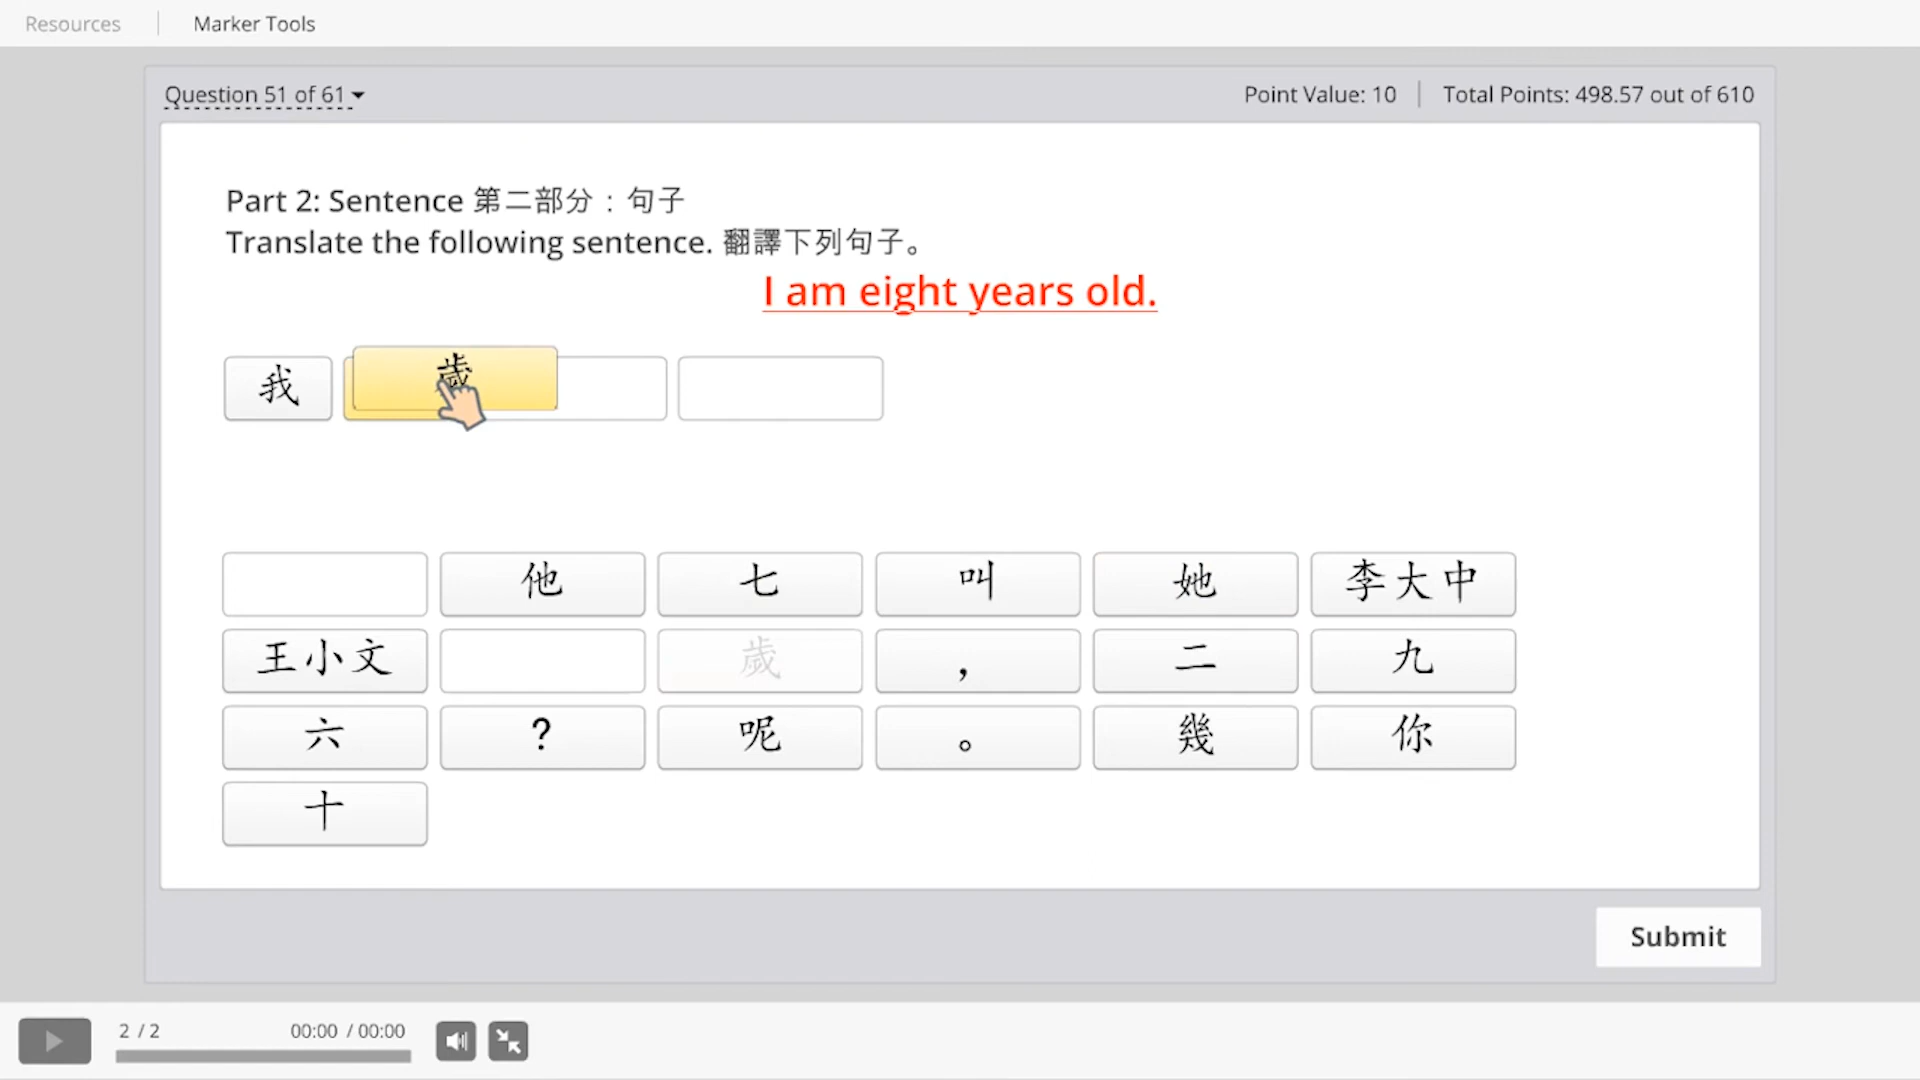 Resources
Marker Tools
Question 51 of 61
Point Value: 10
Total Points: 498.57 out of 610
Part 2: Sentence 第二部分：句子
Translate the following sentence. 翻譯下列句子。
I am eight years old.
我 歲
他 七 叫 她 李大中
王小文 歲 ， 二 九
六 ? 呢 。 幾 你
十
Submit
2 / 2
00:00 / 00:00